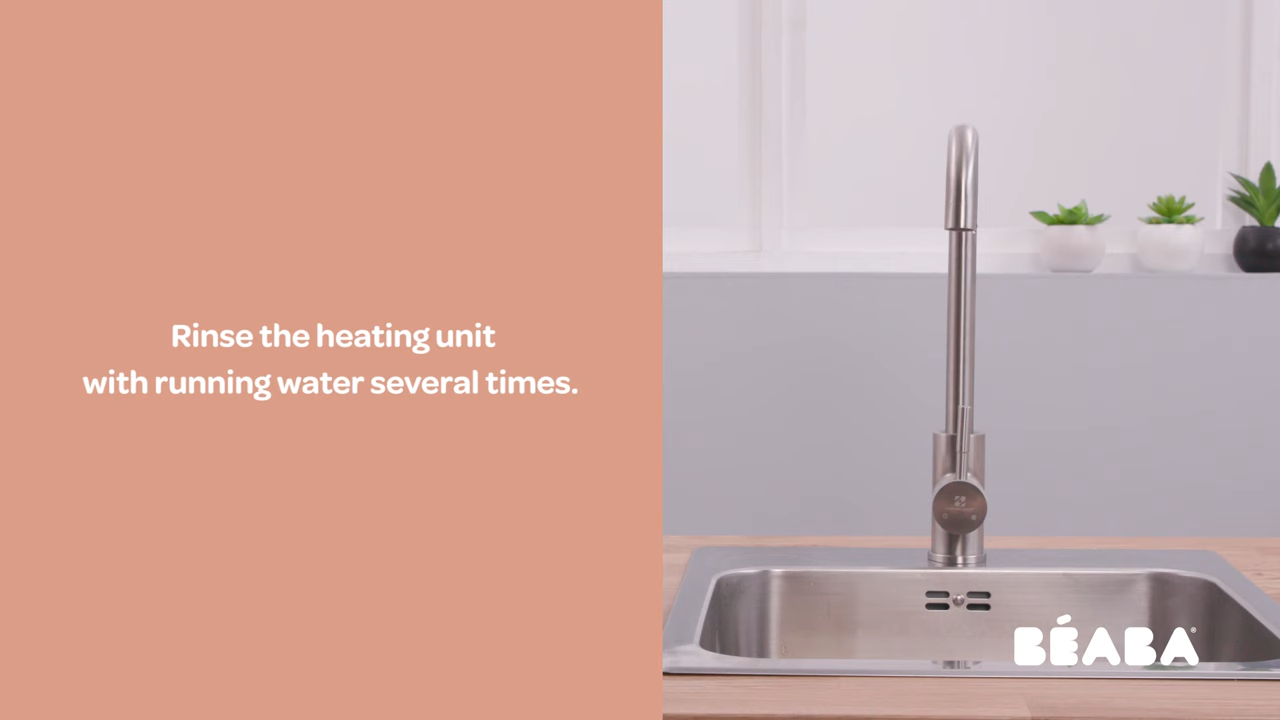 Rinse the heating unit
with running water several times.
BÉABA®